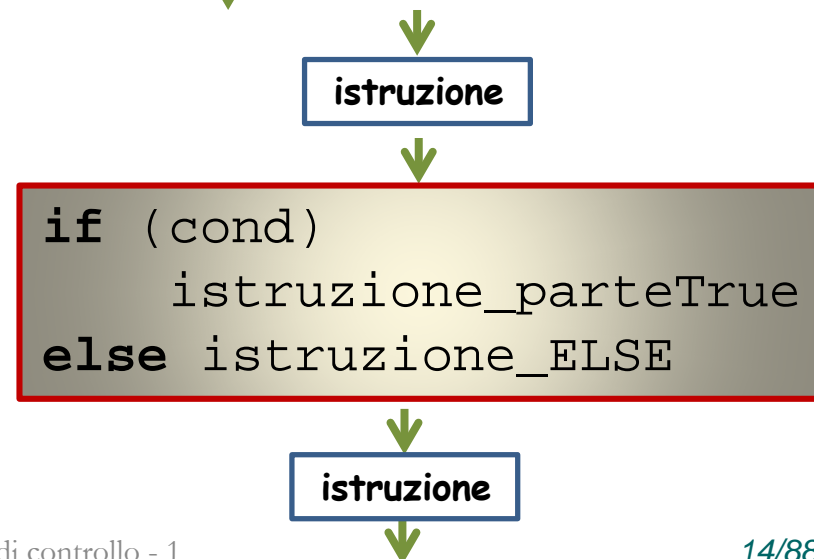 istruzione
if (cond)
istruzione_parteTrue
else istruzione_ELSE
istruzione
di controllo - 1
14/88